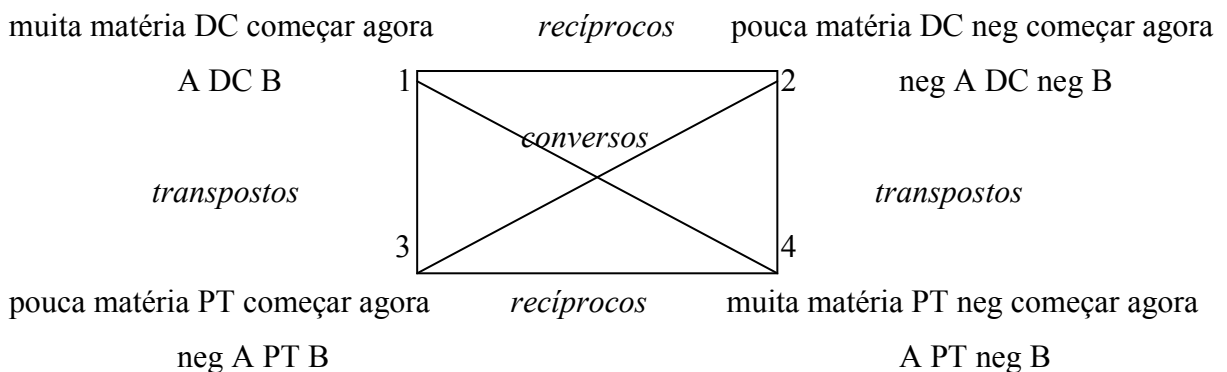 muita matéria DC começar agora recíprocos pouca matéria DC neg começar agora
A DC B 1 2 neg A DC neg B
conversos
transpostos transpostos
3 4
pouca matéria PT começar agora recíprocos muita matéria PT neg começar agora
neg A PT B A PT neg B